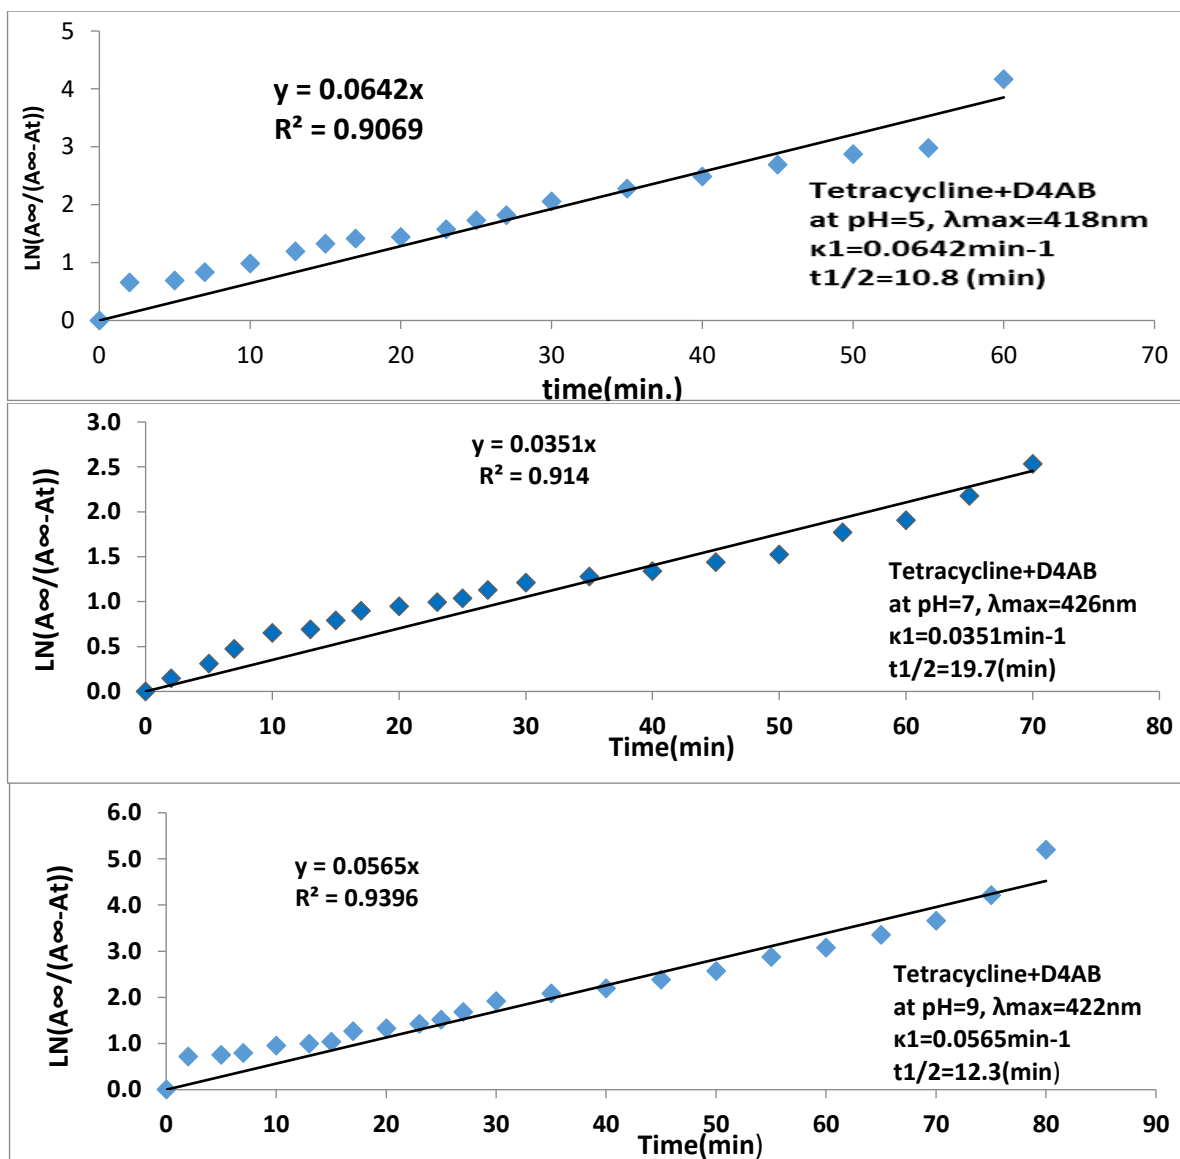 5
4
3
2
1
0
LN(A∞/(A∞-At))
y = 0.0642x
R² = 0.9069
Tetracycline+D4AB
at pH=5, λmax=418nm
κ1=0.0642min-1
t1/2=10.8 (min)
0 10 20 30 40 50 60 70
time(min.)
3.0
2.5
2.0
1.5
1.0
0.5
0.0
LN(A∞/(A∞-At))
y = 0.0351x
R² = 0.914
Tetracycline+D4AB
at pH=7, λmax=426nm
κ1=0.0351min-1
t1/2=19.7(min)
0 10 20 30 40 50 60 70 80
Time(min)
6.0
5.0
4.0
3.0
2.0
1.0
0.0
LN(A∞/(A∞-At))
y = 0.0565x
R² = 0.9396
Tetracycline+D4AB
at pH=9, λmax=422nm
κ1=0.0565min-1
t1/2=12.3(min)
0 10 20 30 40 50 60 70 80 90
Time(min)